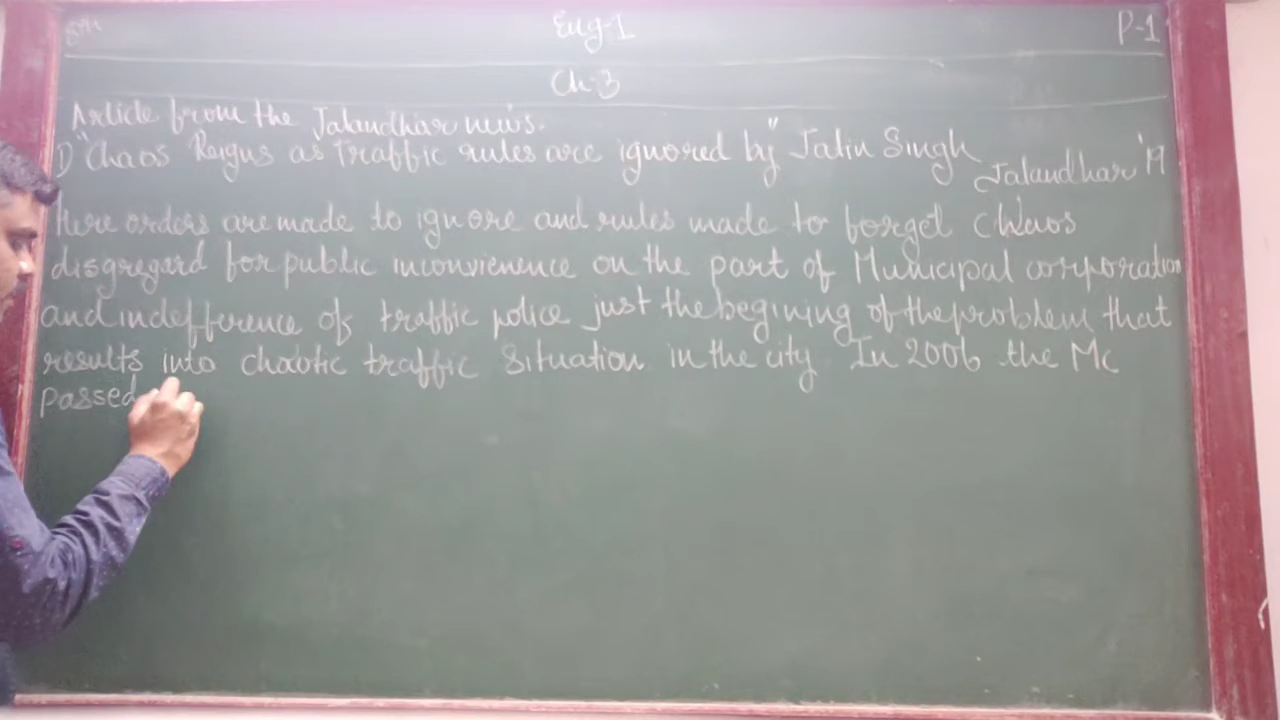 8th Eng-1 P-1
Ch-3
Article from the Jalandhar news.
1) "Chaos Reigns as Traffic rules are ignored by" Jatin Singh
Jalandhar '19
Here orders are made to ignore and rules made to forget Chaos
disgregard for public inconvienence on the part of Municipal corporation
and indefference of traffic police just the begining of the problem that
results into chaotic traffic situation in the city In 2006 the Mc
passed